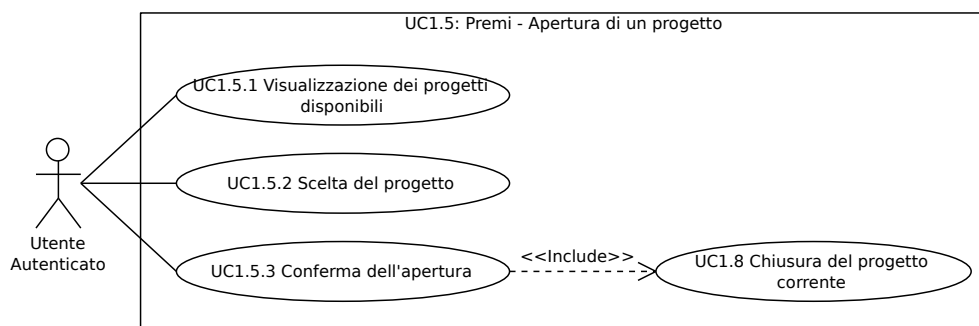 UC1.5: Premi - Apertura di un progetto
UC1.5.1 Visualizzazione dei progetti
disponibili
UC1.5.2 Scelta del progetto
Utente
Autenticato
UC1.5.3 Conferma dell'apertura
<<Include>>
UC1.8 Chiusura del progetto
corrente